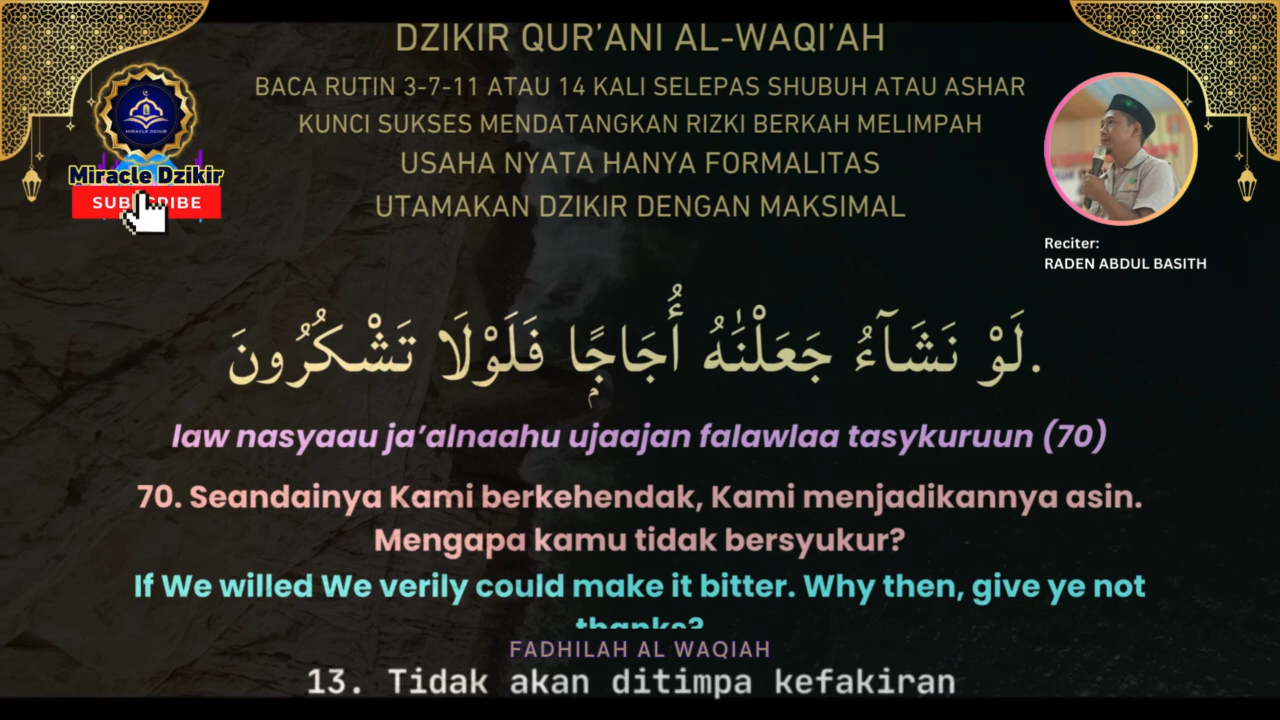 DZIKIR QUR'ANI AL-WAQI'AH
BACA RUTIN 3-7-11 ATAU 14 KALI SELEPAS SHUBUH ATAU ASHAR
KUNCI SUKSES MENDATANGKAN RIZKI BERKAH MELIMPAH
USAHA NYATA HANYA FORMALITAS
UTAMAKAN DZIKIR DENGAN MAKSIMAL
MIRACLE DZIKIR
Miracle Dzikir
SUBSCRIBE
Reciter:
RADEN ABDUL BASITH
لَوْ نَشَاۤءُ جَعَلْنٰهُ أُجَاجًاۭ فَلَوْلَا تَشْكُرُونَ.
law nasyaau ja'alnaahu ujaajan falawlaa tasykuruun (70)
70. Seandainya Kami berkehendak, Kami menjadikannya asin.
Mengapa kamu tidak bersyukur?
If We willed We verily could make it bitter. Why then, give ye not
thanks?
FADHILAH AL WAQIAH
13. Tidak akan ditimpa kefakiran